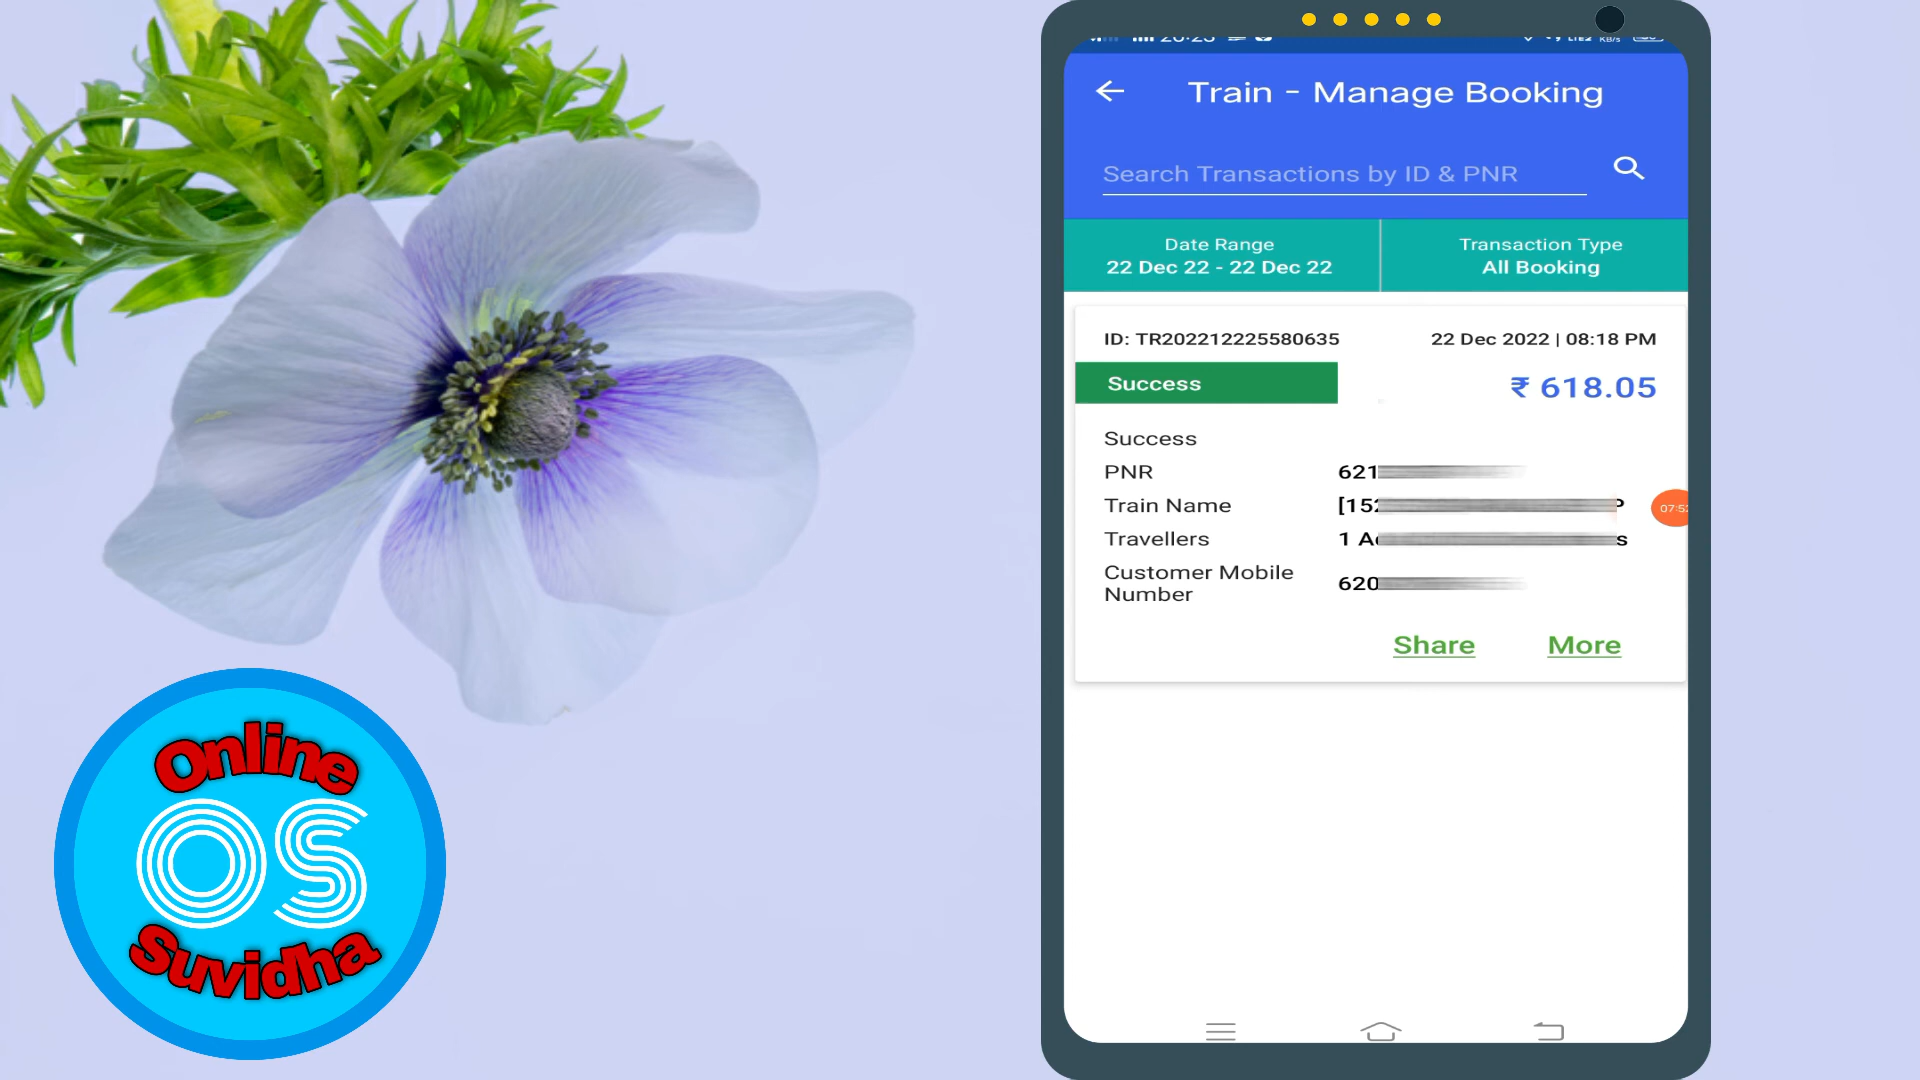 Train - Manage Booking
Search Transactions by ID & PNR
Date Range
22 Dec 22 - 22 Dec 22
Transaction Type
All Booking
ID: TR202212225580635
22 Dec 2022 | 08:18 PM
Success
₹ 618.05
Success
PNR 621
Train Name [152
Travellers 1
Customer Mobile
Number 620
Share More
Online
OS
Suvidha